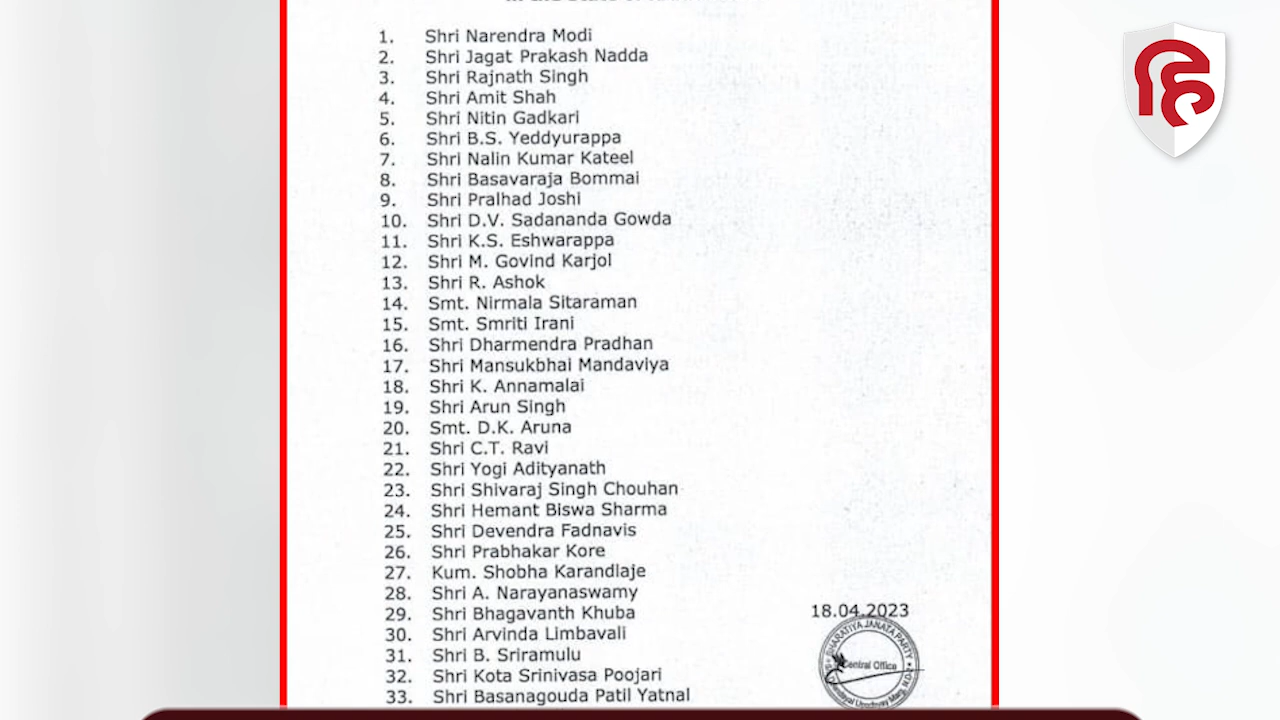 1. Shri Narendra Modi
2. Shri Jagat Prakash Nadda
3. Shri Rajnath Singh
4. Shri Amit Shah
5. Shri Nitin Gadkari
6. Shri B.S. Yeddyurappa
7. Shri Nalin Kumar Kateel
8. Shri Basavaraja Bommai
9. Shri Pralhad Joshi
10. Shri D.V. Sadananda Gowda
11. Shri K.S. Eshwarappa
12. Shri M. Govind Karjol
13. Shri R. Ashok
14. Smt. Nirmala Sitaraman
15. Smt. Smriti Irani
16. Shri Dharmendra Pradhan
17. Shri Mansukbhai Mandaviya
18. Shri K. Annamalai
19. Shri Arun Singh
20. Smt. D.K. Aruna
21. Shri C.T. Ravi
22. Shri Yogi Adityanath
23. Shri Shivaraj Singh Chouhan
24. Shri Hemant Biswa Sharma
25. Shri Devendra Fadnavis
26. Shri Prabhakar Kore
27. Kum. Shobha Karandlaje
28. Shri A. Narayanaswamy
29. Shri Bhagavanth Khuba
30. Shri Arvinda Limbavali
31. Shri B. Sriramulu
32. Shri Kota Srinivasa Poojari
33. Shri Basanagouda Patil Yatnal
18.04.2023
BHARATIYA JANATA PARTY
Central Office